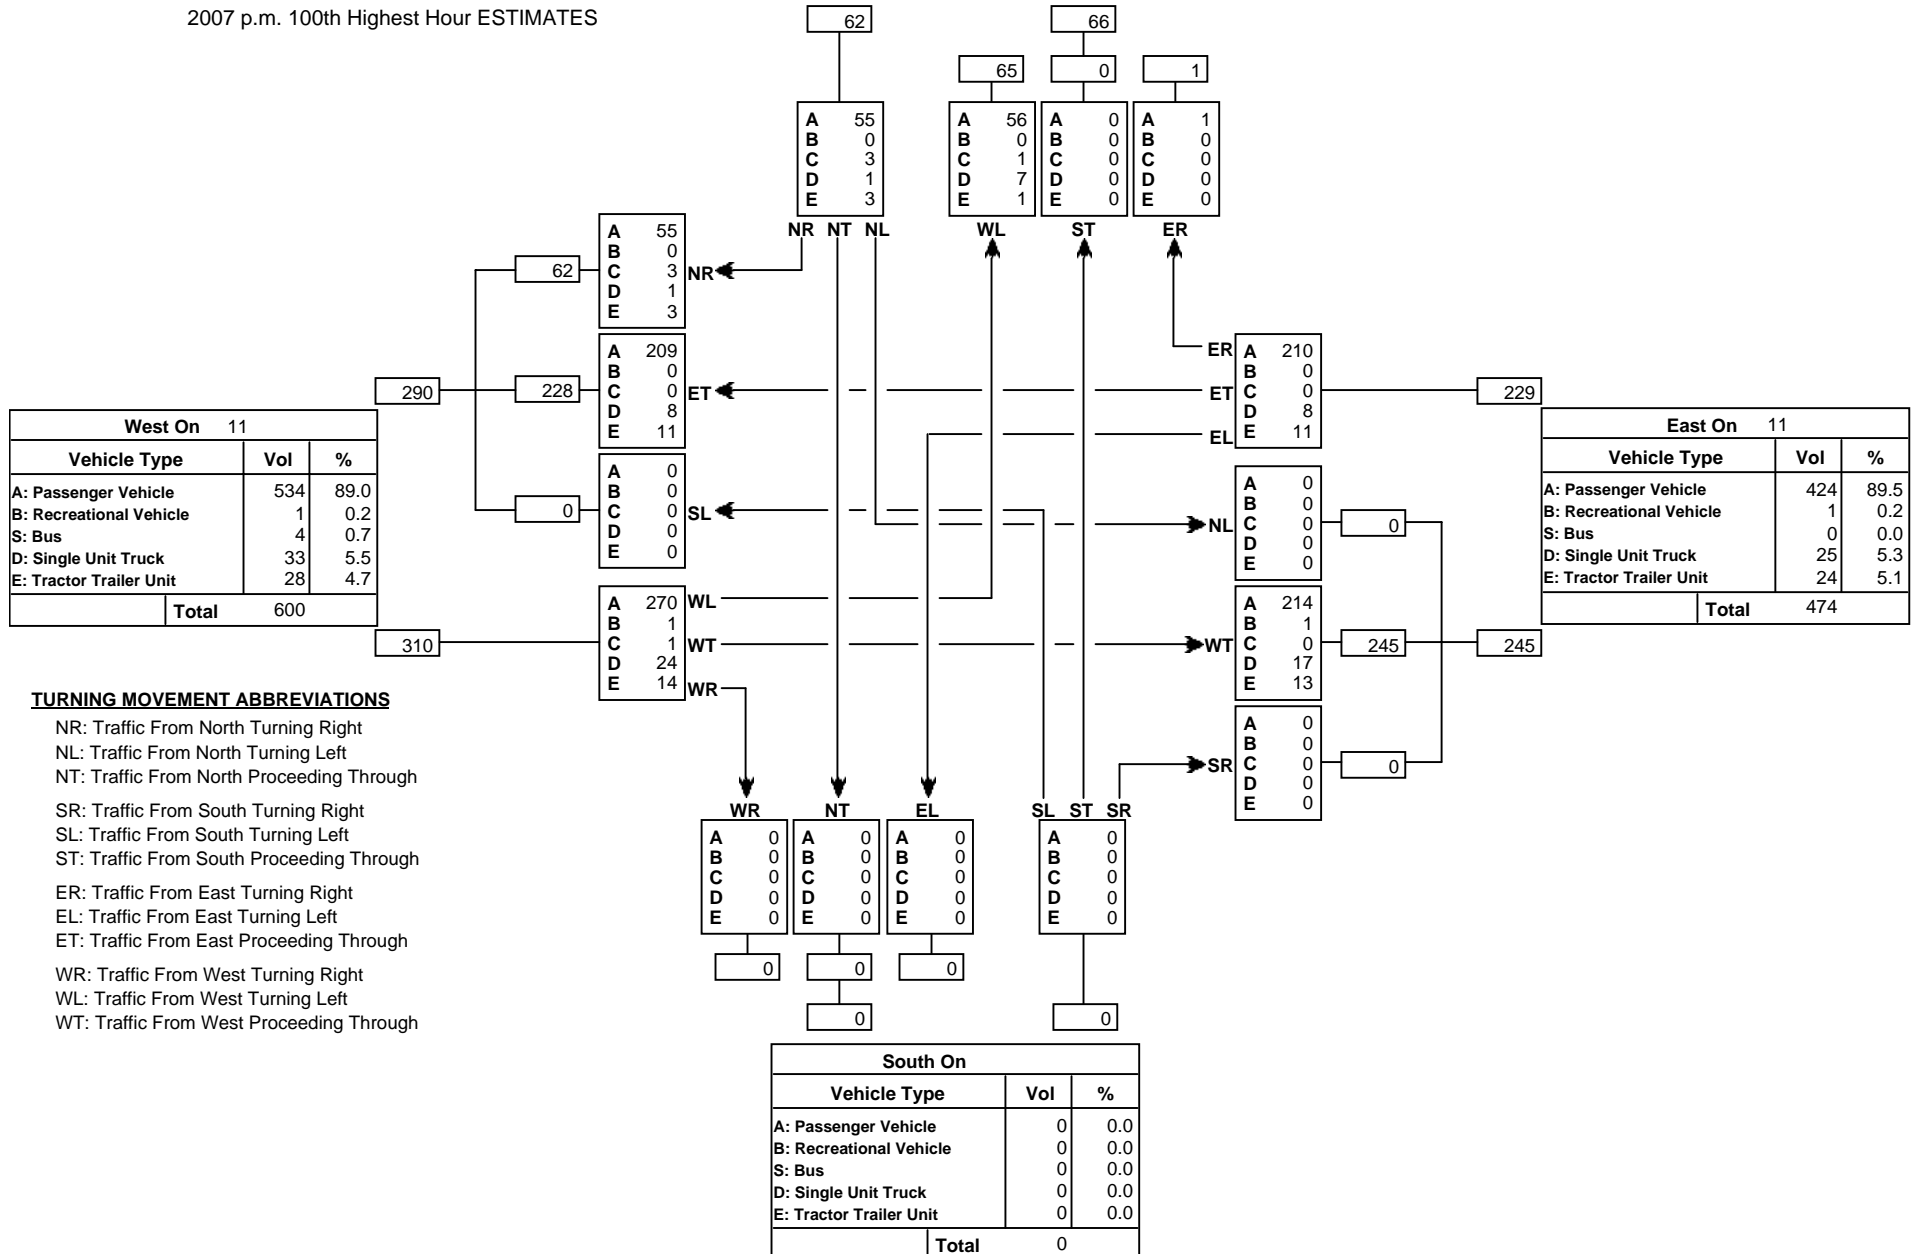 2007 p.m. 100th Highest Hour ESTIMATES
62
66
65
0
1
A 55
B 0
C 3
D 1
E 3
A 56
B 0
C 1
D 7
E 1
A 0
B 0
C 0
D 0
E 0
A 1
B 0
C 0
D 0
E 0
NR NT NL
WL
ST
ER
62
A 55
B 0
C 3
D 1
E 3
NR
290
228
A 209
B 0
C 0
D 8
E 11
ET
0
A 0
B 0
C 0
D 0
E 0
SL
310
A 270
B 1
C 1
D 24
E 14
WL
WT
WR
West On 11
Vehicle Type Vol %
A: Passenger Vehicle 534 89.0
B: Recreational Vehicle 1 0.2
S: Bus 4 0.7
D: Single Unit Truck 33 5.5
E: Tractor Trailer Unit 28 4.7
Total 600
ER
ET
EL
A 210
B 0
C 0
D 8
E 11
229
NL
A 0
B 0
C 0
D 0
E 0
0
WT
A 214
B 1
C 0
D 17
E 13
245
245
SR
A 0
B 0
C 0
D 0
E 0
0
East On 11
Vehicle Type Vol %
A: Passenger Vehicle 424 89.5
B: Recreational Vehicle 1 0.2
S: Bus 0 0.0
D: Single Unit Truck 25 5.3
E: Tractor Trailer Unit 24 5.1
Total 474
TURNING MOVEMENT ABBREVIATIONS
NR: Traffic From North Turning Right
NL: Traffic From North Turning Left
NT: Traffic From North Proceeding Through
SR: Traffic From South Turning Right
SL: Traffic From South Turning Left
ST: Traffic From South Proceeding Through
ER: Traffic From East Turning Right
EL: Traffic From East Turning Left
ET: Traffic From East Proceeding Through
WR: Traffic From West Turning Right
WL: Traffic From West Turning Left
WT: Traffic From West Proceeding Through
WR
NT
EL
SL ST SR
A 0
B 0
C 0
D 0
E 0
A 0
B 0
C 0
D 0
E 0
A 0
B 0
C 0
D 0
E 0
A 0
B 0
C 0
D 0
E 0
0
0
0
0
0
South On
Vehicle Type Vol %
A: Passenger Vehicle 0 0.0
B: Recreational Vehicle 0 0.0
S: Bus 0 0.0
D: Single Unit Truck 0 0.0
E: Tractor Trailer Unit 0 0.0
Total 0